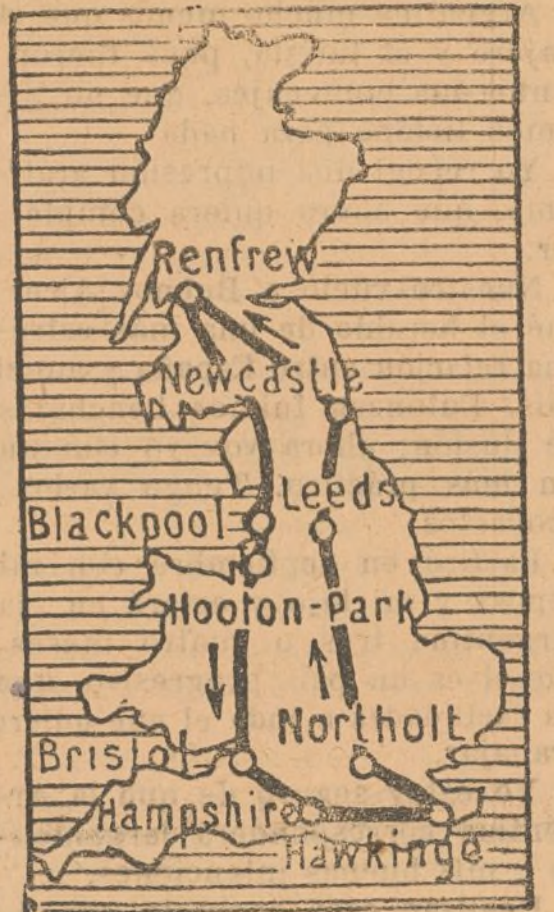 Renfrew
Newcastle
Leeds
Blackpool
Hooton-Park
Northolt
Bristol
Hampshire
Hawkinge